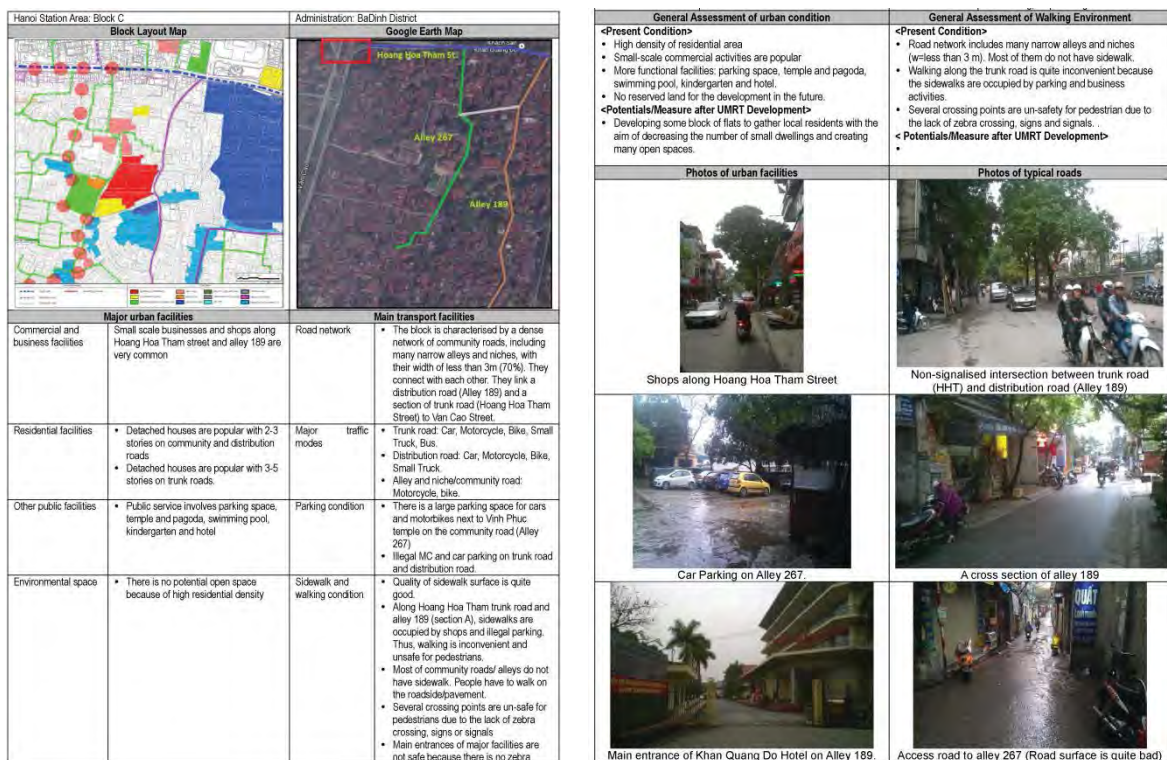 Hanoi Station Area: Block C
Administration: BaDinh District
Block Layout Map
Google Earth Map
Hoang Hoa Tham St.
Alley 267
Alley 189
Major urban facilities
Main transport facilities
Commercial and
business facilities
Small scale businesses and shops along
Hoang Hoa Tham street and alley 189 are
very common
Road network
• The block is characterised by a dense
network of community roads, including
many narrow alleys and niches, with
their width of less than 3m (70%). They
connect with each other. They link a
distribution road (Alley 189) and a
section of trunk road (Hoang Hoa Tham
Street) to Van Cao Street.
Residential facilities
• Detached houses are popular with 2-3
stories on community and distribution
roads
• Detached houses are popular with 3-5
stories on trunk roads.
Major traffic
modes
• Trunk road: Car, Motorcycle, Bike, Small
Truck, Bus.
• Distribution road: Car, Motorcycle, Bike,
Small Truck.
• Alley and niche/community road:
Motorcycle, bike.
Other public facilities
• Public service involves parking space,
temple and pagoda, swimming pool,
kindergarten and hotel
Parking condition
• There is a large parking space for cars
and motorbikes next to Vinh Phuc
temple on the community road (Alley
267)
• Illegal MC and car parking on trunk road
and distribution road.
Environmental space
• There is no potential open space
because of high residential density
Sidewalk and
walking condition
• Quality of sidewalk surface is quite
good.
• Along Hoang Hoa Tham trunk road and
alley 189 (section A), sidewalks are
occupied by shops and illegal parking.
Thus, walking is inconvenient and
unsafe for pedestrians.
• Most of community roads/ alleys do not
have sidewalk. People have to walk on
the roadside/pavement.
• Several crossing points are un-safe for
pedestrians due to the lack of zebra
crossing, signs or signals
• Main entrances of major facilities are
not safe because there is no zebra
General Assessment of urban condition
<Present Condition>
• High density of residential area
• Small-scale commercial activities are popular
• More functional facilities: parking space, temple and pagoda,
swimming pool, kindergarten and hotel.
• No reserved land for the development in the future.
<Potentials/Measure after UMRT Development>
• Developing some block of flats to gather local residents with the
aim of decreasing the number of small dwellings and creating
many open spaces.
General Assessment of Walking Environment
<Present Condition>
• Road network includes many narrow alleys and niches
(w=less than 3 m). Most of them do not have sidewalk.
• Walking along the trunk road is quite inconvenient because
the sidewalks are occupied by parking and business
activities.
• Several crossing points are un-safe for pedestrian due to
the lack of zebra crossing, signs and signals. .
< Potentials/Measure after UMRT Development>
•
Photos of urban facilities
Photos of typical roads
Shops along Hoang Hoa Tham Street
Non-signalised intersection between trunk road
(HHT) and distribution road (Alley 189)
Car Parking on Alley 267.
A cross section of alley 189
QUẤT
Main entrance of Khan Quang Do Hotel on Alley 189.
Access road to alley 267 (Road surface is quite bad)